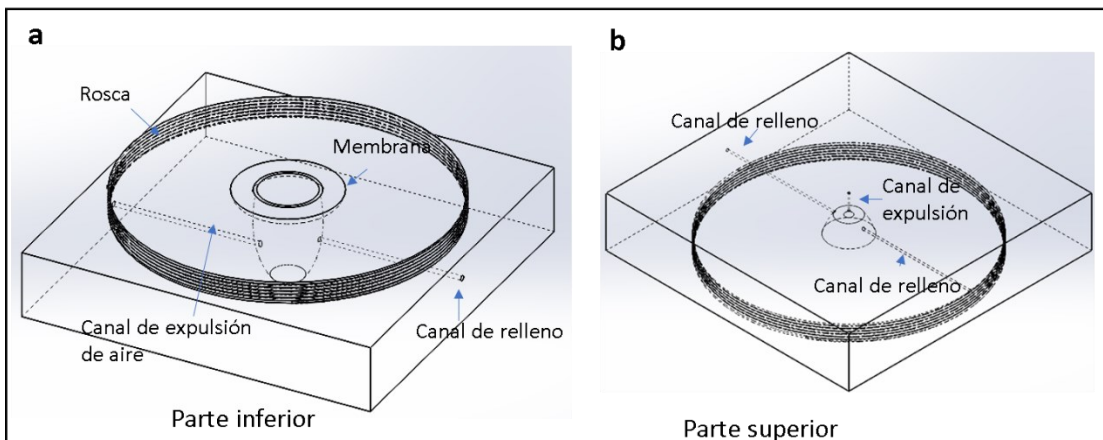 a
Rosca
Membrana
Canal de expulsión
de aire
Canal de relleno
Parte inferior
b
Canal de relleno
Canal de
expulsión
Canal de relleno
Parte superior